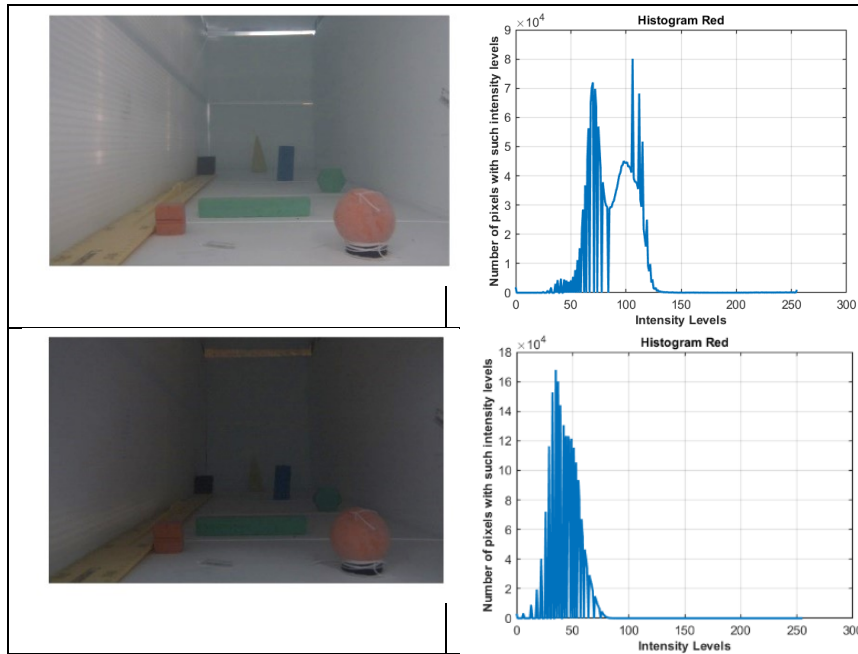 Histogram Red
×10⁴
9
8
7
6
5
4
3
2
1
0
Number of pixels with such intensity levels
0 50 100 150 200 250 300
Intensity Levels
Histogram Red
×10⁴
18
16
14
12
10
8
6
4
2
0
Number of pixels with such intensity levels
0 50 100 150 200 250 300
Intensity Levels